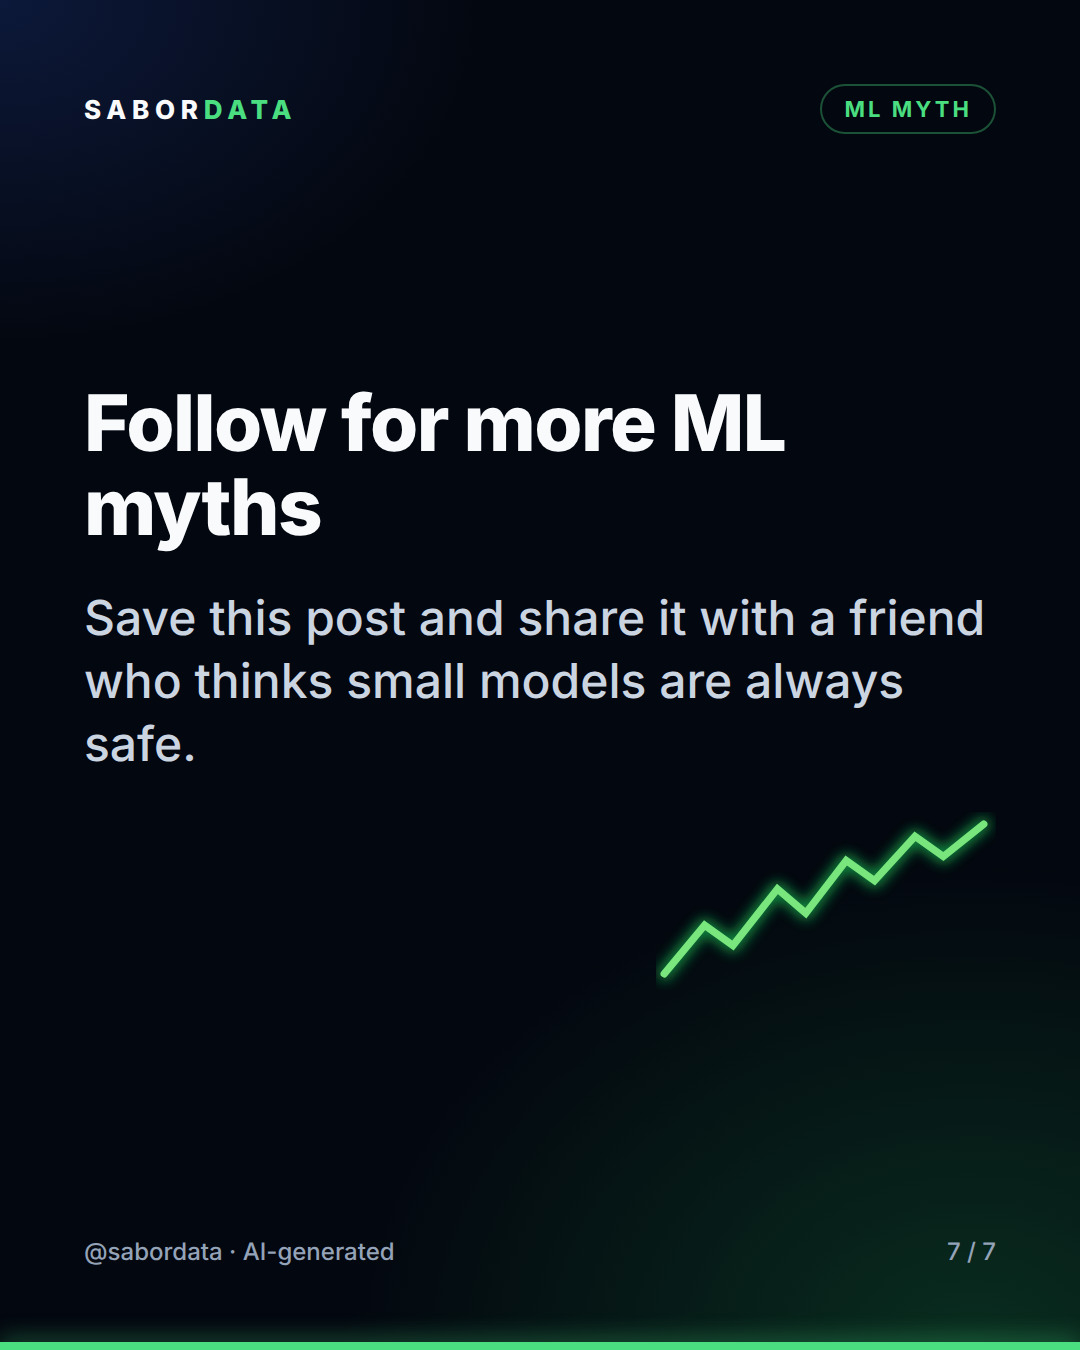 SABORDATA
ML MYTH
Follow for more ML
myths
Save this post and share it with a friend
who thinks small models are always
safe.
@sabordata · AI-generated
7 / 7